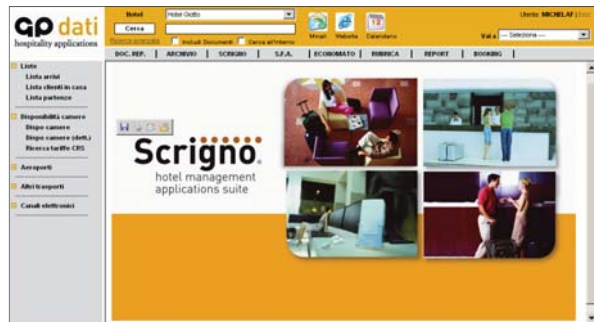 GP dati
hospitality applications
Hotel
Hotel Giotto
Cerca
Ricerca avanzata
Includi Documenti
Cerca all'interno
Minali
Website
Calendario
Utente: MICHELAF
Vai a
--- Seleziona ---
DOC. REP. | ARCHIVIO | SCRIGNO | S.F.A. | ECONOMATO | RUBRICA | REPORT | BOOKING |
Liste
Lista arrivi
Lista clienti in casa
Lista partenze
Disponibilità camere
Dispo camere
Dispo camere (dett.)
Ricerca tariffe CRS
Aeroporti
Altri trasporti
Canali elettronici
Scrigno
hotel management
applications suite